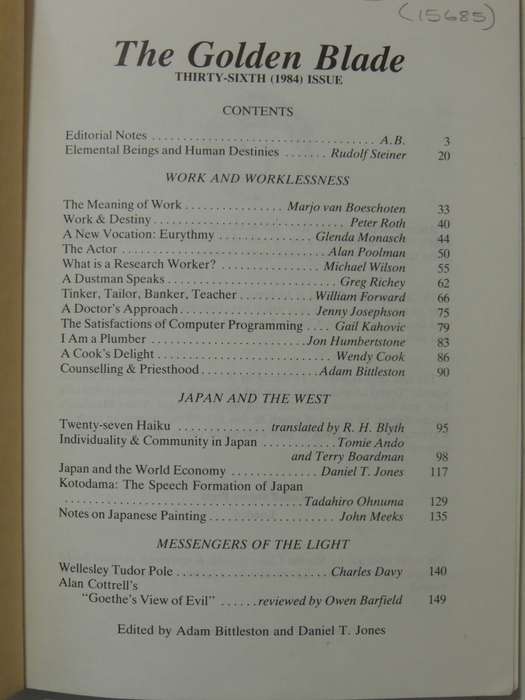 (15685)
The Golden Blade
THIRTY-SIXTH (1984) ISSUE
CONTENTS
Editorial Notes .................................... A.B. 3
Elemental Beings and Human Destinies ....... Rudolf Steiner 20
WORK AND WORKLESSNESS
The Meaning of Work ................ Marjo van Boeschoten 33
Work & Destiny ............................... Peter Roth 40
A New Vocation: Eurythmy ............... Glenda Monasch 44
The Actor ................................. Alan Poolman 50
What is a Research Worker? ................ Michael Wilson 55
A Dustman Speaks ............................ Greg Richey 62
Tinker, Tailor, Banker, Teacher ............ William Forward 66
A Doctor's Approach ..................... Jenny Josephson 75
The Satisfactions of Computer Programming .... Gail Kahovic 79
I Am a Plumber ....................... Jon Humbertstone 83
A Cook's Delight ............................ Wendy Cook 86
Counselling & Priesthood ................... Adam Bittleston 90
JAPAN AND THE WEST
Twenty-seven Haiku .............. translated by R. H. Blyth 95
Individuality & Community in Japan ............ Tomie Ando
and Terry Boardman 98
Japan and the World Economy .............. Daniel T. Jones 117
Kotodama: The Speech Formation of Japan
...................................... Tadahiro Ohnuma 129
Notes on Japanese Painting .................... John Meeks 135
MESSENGERS OF THE LIGHT
Wellesley Tudor Pole ........................ Charles Davy 140
Alan Cottrell's
"Goethe's View of Evil" ...... reviewed by Owen Barfield 149
Edited by Adam Bittleston and Daniel T. Jones